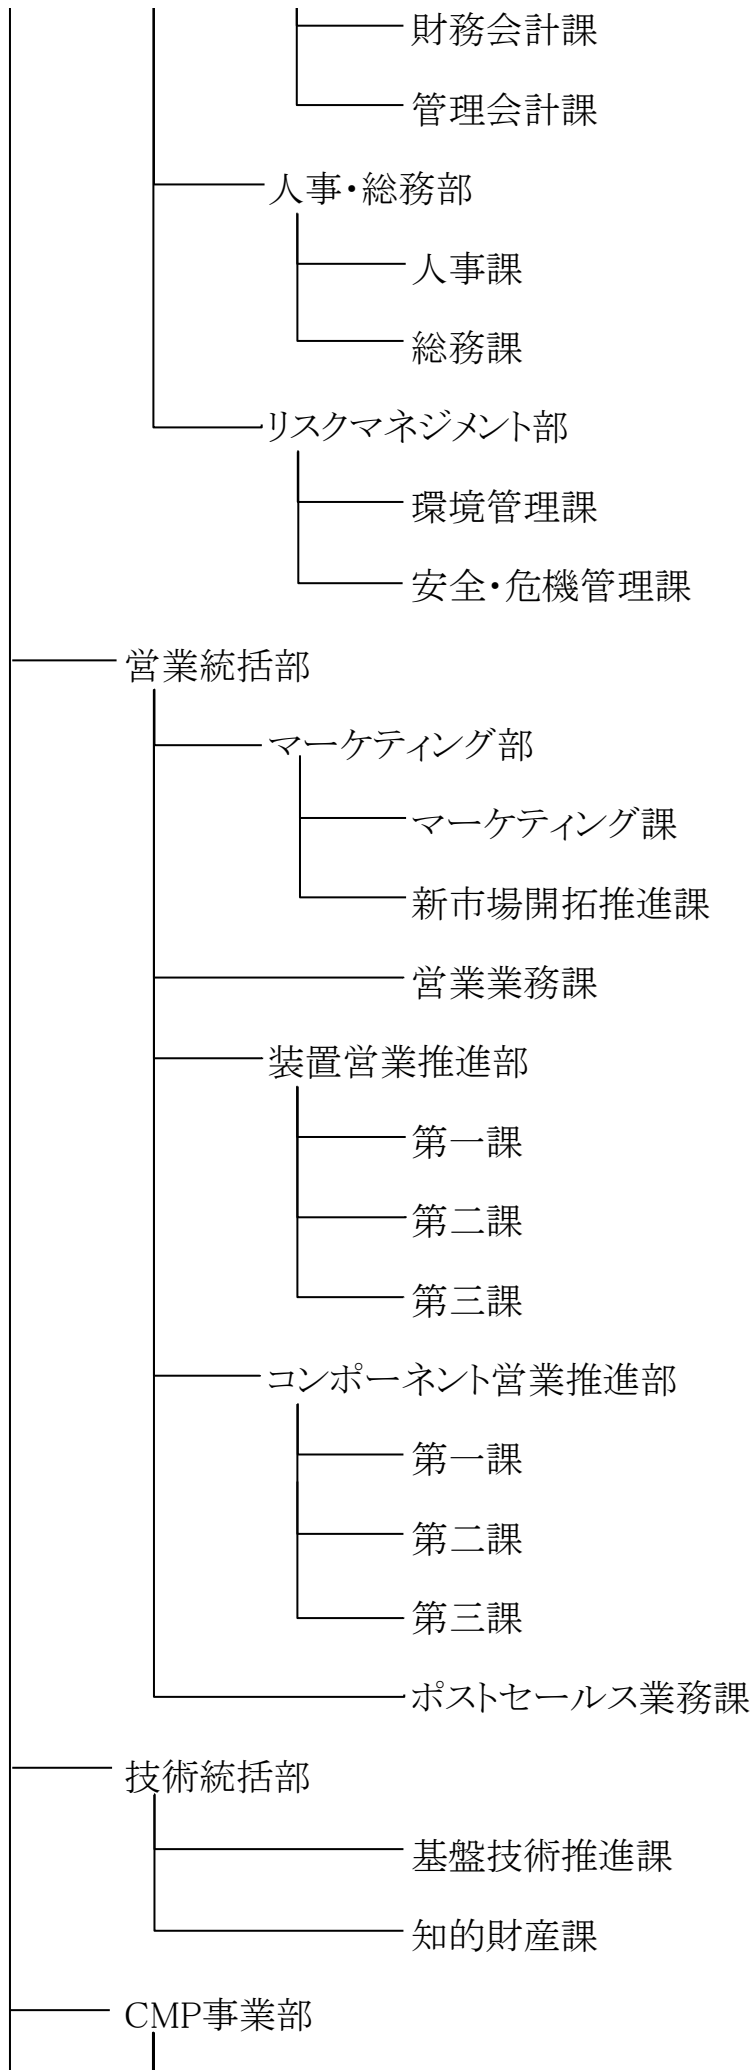 財務会計課
管理会計課
人事・総務部
人事課
総務課
リスクマネジメント部
環境管理課
安全・危機管理課
営業統括部
マーケティング部
マーケティング課
新市場開拓推進課
営業業務課
装置営業推進部
第一課
第二課
第三課
コンポーネント営業推進部
第一課
第二課
第三課
ポストセールス業務課
技術統括部
基盤技術推進課
知的財産課
CMP事業部